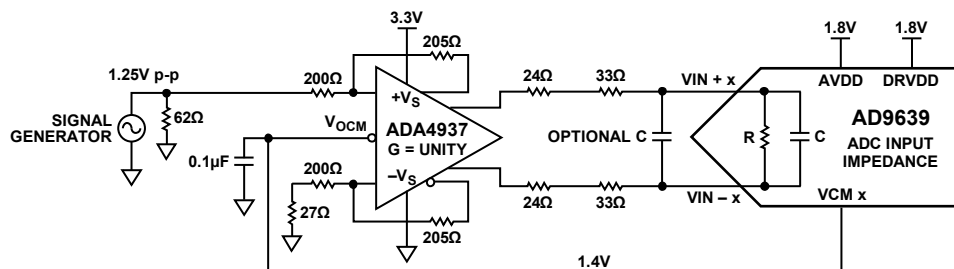 3.3V
1.8V
1.8V
205Ω
1.25V p-p
200Ω
24Ω
33Ω
VIN + x
AVDD
DRVDD
+VS
SIGNAL
GENERATOR
62Ω
VOCM
ADA4937
G = UNITY
OPTIONAL C
R
C
AD9639
ADC INPUT
IMPEDANCE
0.1µF
200Ω
–VS
27Ω
205Ω
24Ω
33Ω
VIN – x
VCM x
1.4V